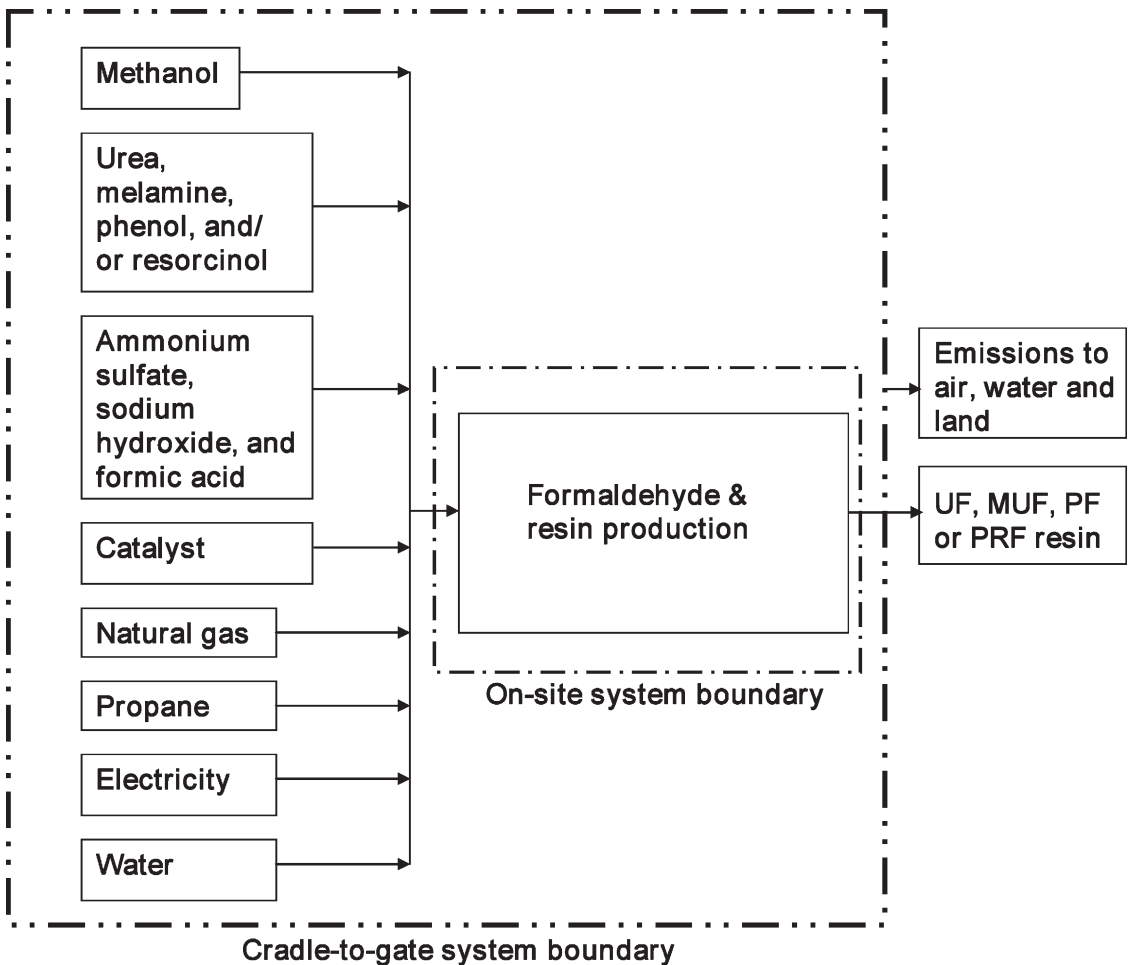 Methanol
Urea,
melamine,
phenol, and/
or resorcinol
Ammonium
sulfate,
sodium
hydroxide, and
formic acid
Catalyst
Natural gas
Propane
Electricity
Water
Formaldehyde &
resin production
On-site system boundary
Emissions to
air, water and
land
UF, MUF, PF
or PRF resin
Cradle-to-gate system boundary